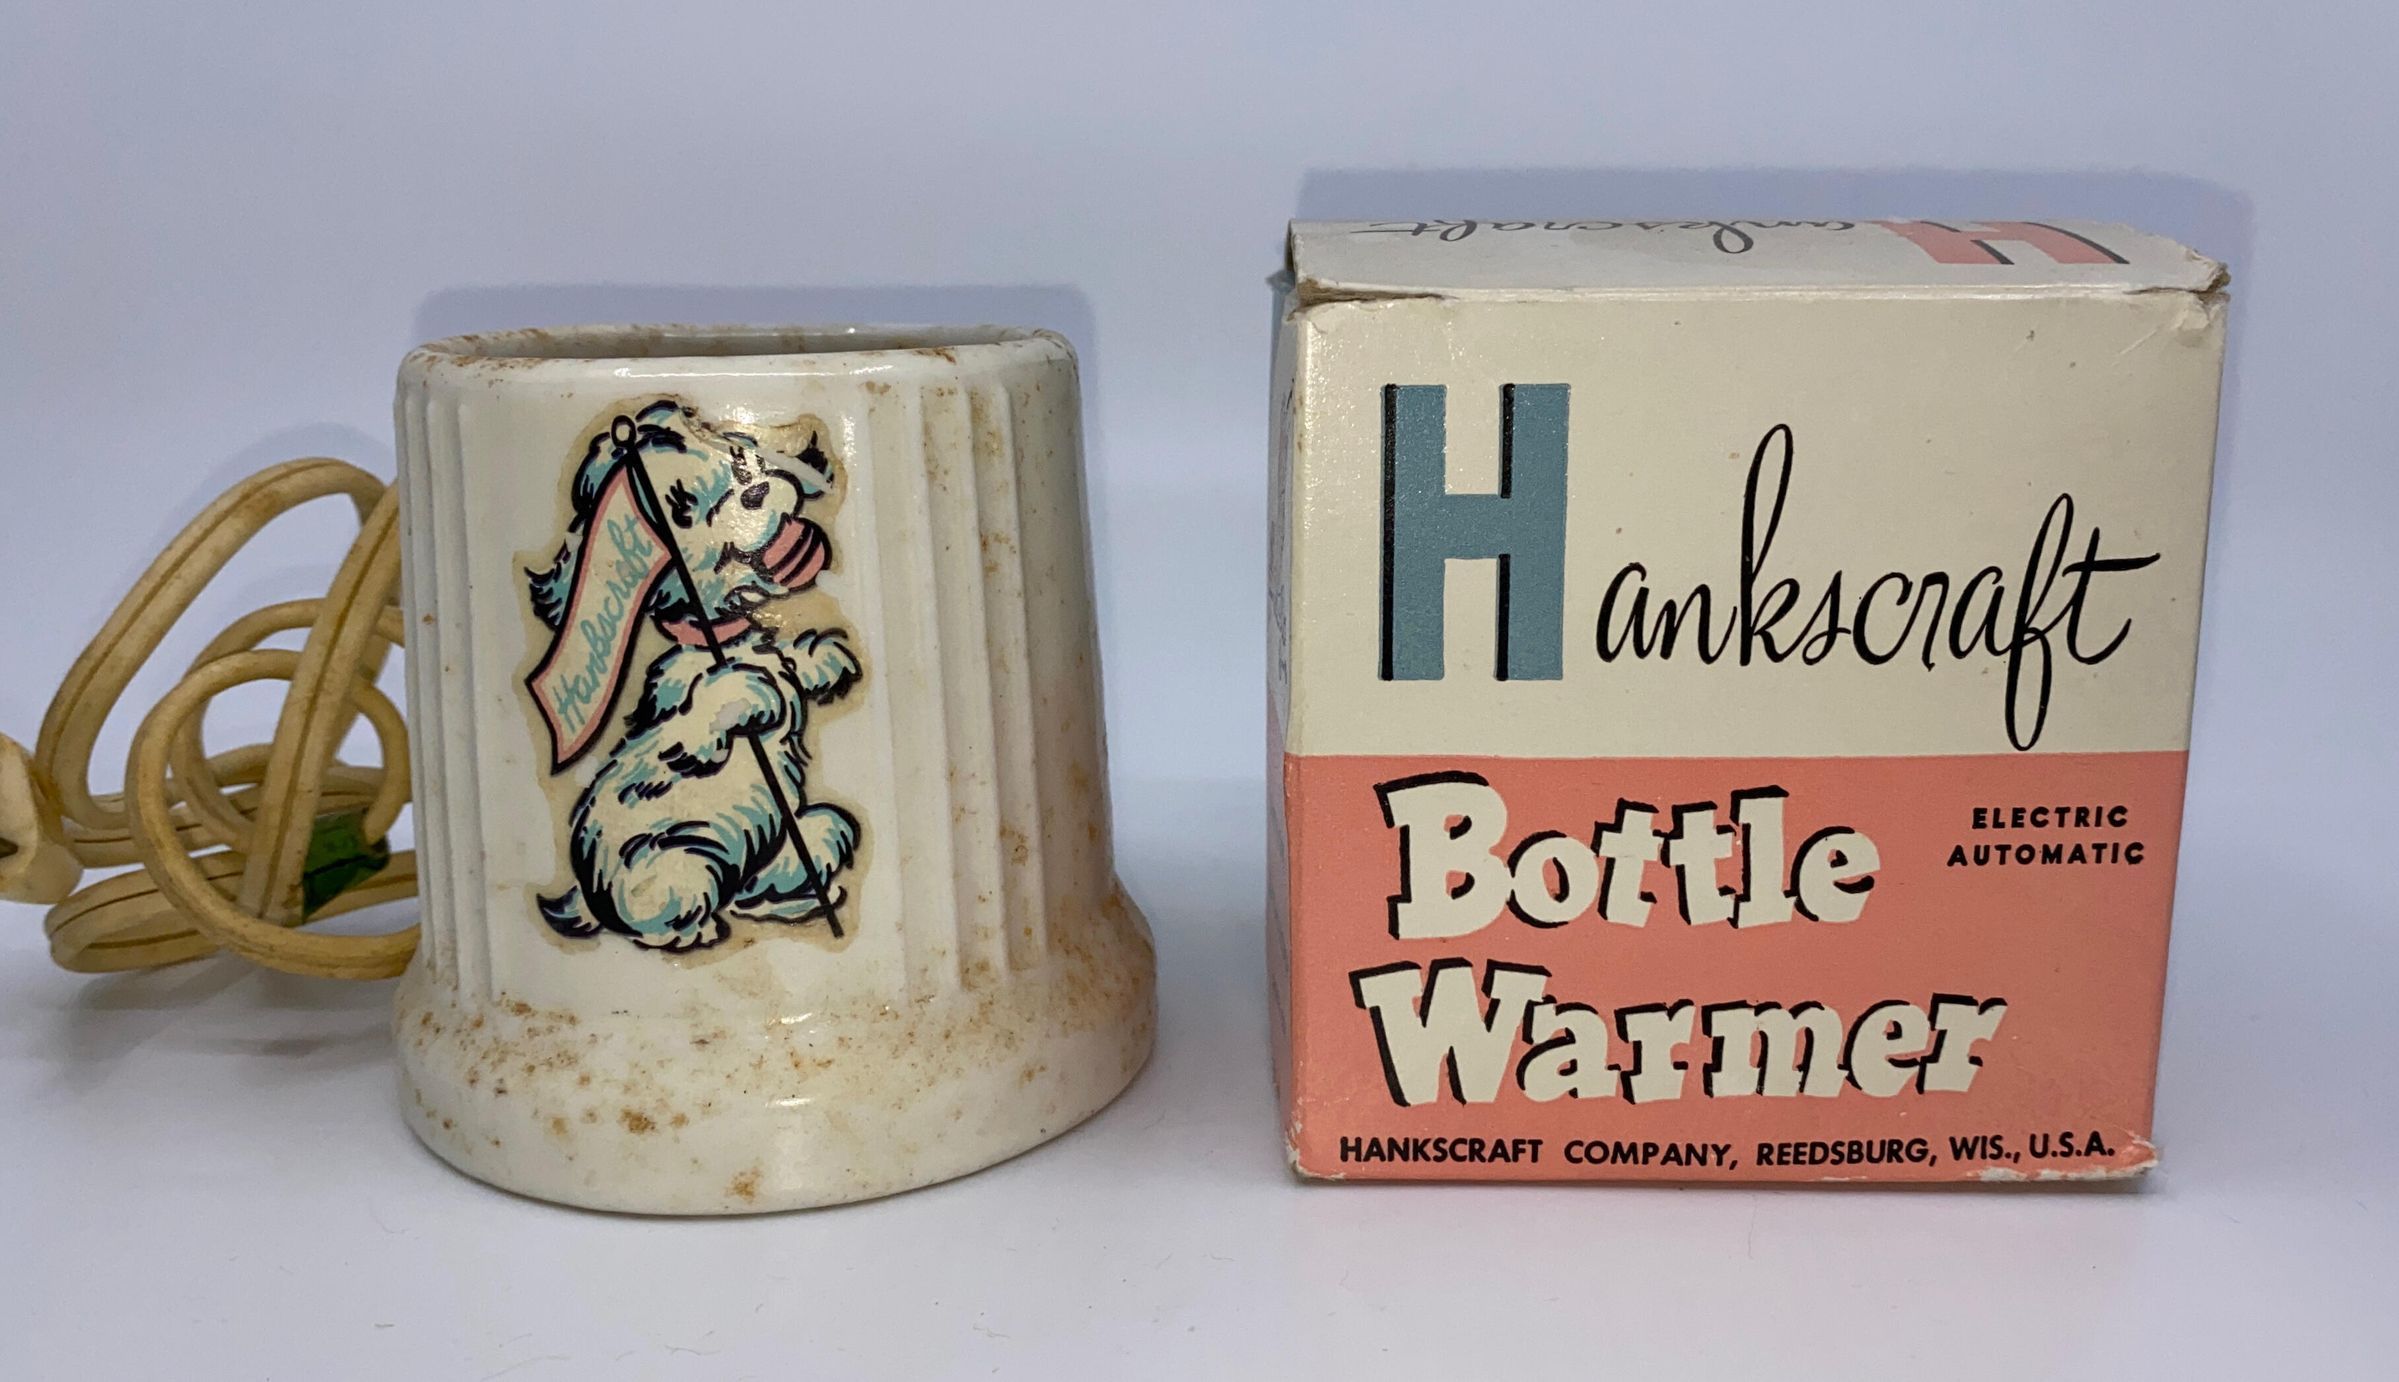 Hankscraft
Hankscraft
Hankscraft
Bottle
ELECTRIC
AUTOMATIC
Warmer
HANKSCRAFT COMPANY, REEDSBURG, WIS., U.S.A.